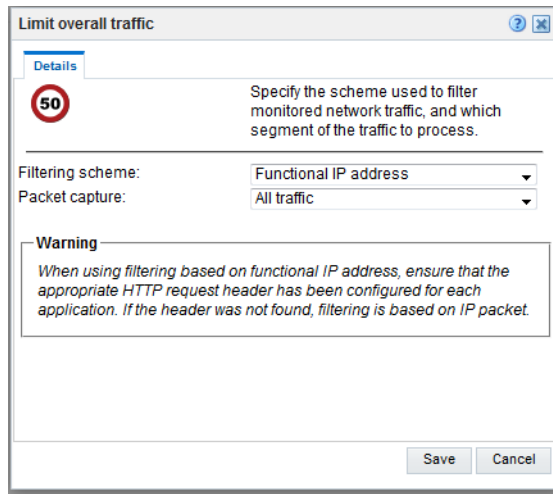 Limit overall traffic
Details
50
Specify the scheme used to filter
monitored network traffic, and which
segment of the traffic to process.
Filtering scheme: Functional IP address
Packet capture: All traffic
Warning
When using filtering based on functional IP address, ensure that the
appropriate HTTP request header has been configured for each
application. If the header was not found, filtering is based on IP packet.
Save Cancel